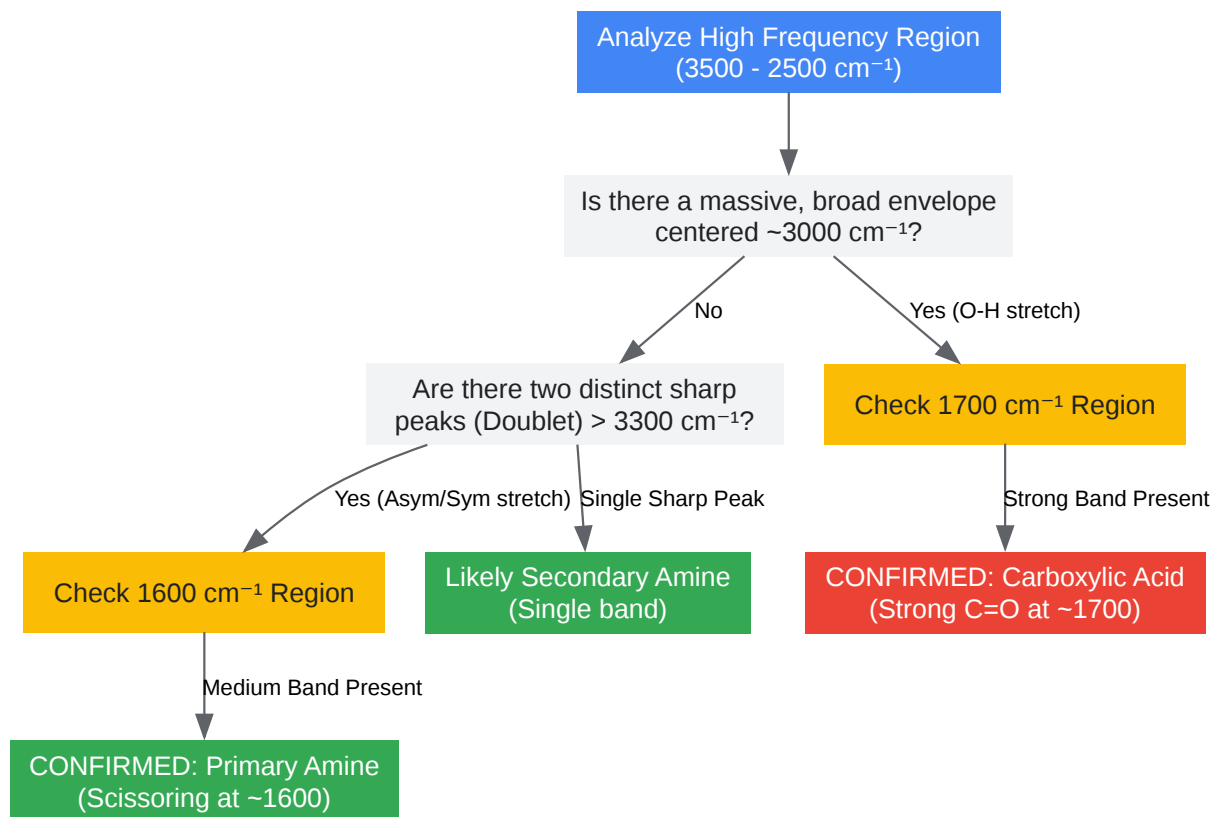 Analyze High Frequency Region
(3500 - 2500 cm⁻¹)
Is there a massive, broad envelope
centered ~3000 cm⁻¹?
No
Yes (O-H stretch)
Are there two distinct sharp
peaks (Doublet) > 3300 cm⁻¹?
Check 1700 cm⁻¹ Region
Yes (Asym/Sym stretch)
Single Sharp Peak
Strong Band Present
Check 1600 cm⁻¹ Region
Likely Secondary Amine
(Single band)
CONFIRMED: Carboxylic Acid
(Strong C=O at ~1700)
Medium Band Present
CONFIRMED: Primary Amine
(Scissoring at ~1600)